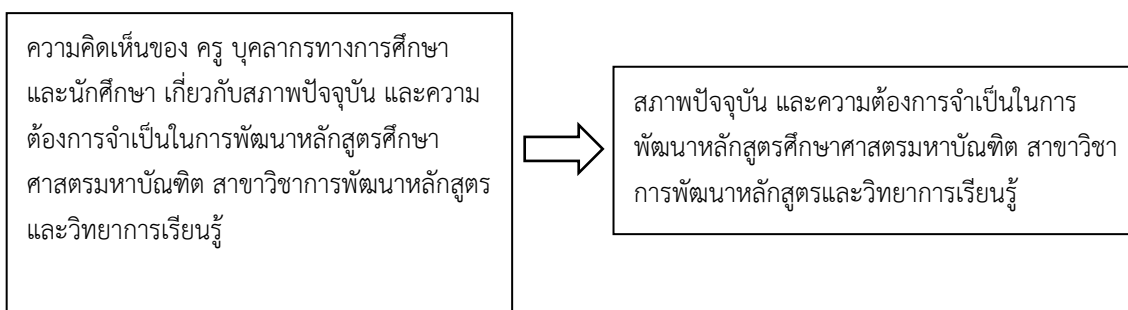 ความคิดเห็นของ ครู บุคลากรทางการศึกษา
และนักศึกษา เกี่ยวกับสภาพปัจจุบัน และความ
ต้องการจำเป็นในการพัฒนาหลักสูตรศึกษา
ศาสตรมหาบัณฑิต สาขาวิชาการพัฒนาหลักสูตร
และวิทยาการเรียนรู้
สภาพปัจจุบัน และความต้องการจำเป็นในการ
พัฒนาหลักสูตรศึกษาศาสตรมหาบัณฑิต สาขาวิชา
การพัฒนาหลักสูตรและวิทยาการเรียนรู้